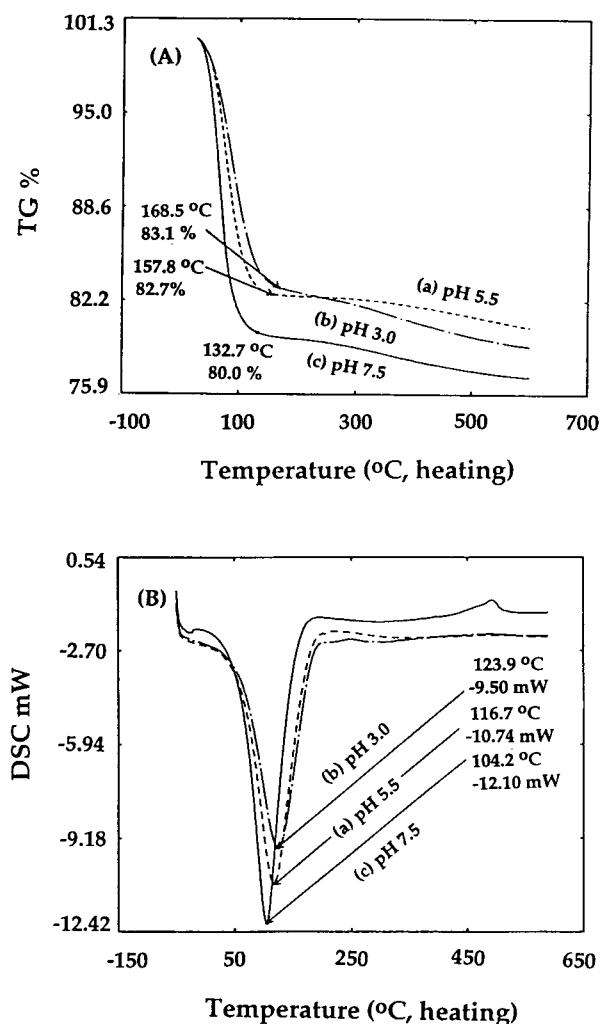 101.3
(A)
95.0
TG %
88.6
168.5 °C
83.1 %
157.8 °C
82.7%
82.2
(a) pH 5.5
(b) pH 3.0
132.7 °C
80.0 %
(c) pH 7.5
75.9
-100 100 300 500 700
Temperature (°C, heating)
0.54
(B)
-2.70
DSC mW
123.9 °C
-9.50 mW
116.7 °C
-10.74 mW
104.2 °C
-12.10 mW
-5.94
(b) pH 3.0
(a) pH 5.5
(c) pH 7.5
-9.18
-12.42
-150 50 250 450 650
Temperature (°C, heating)